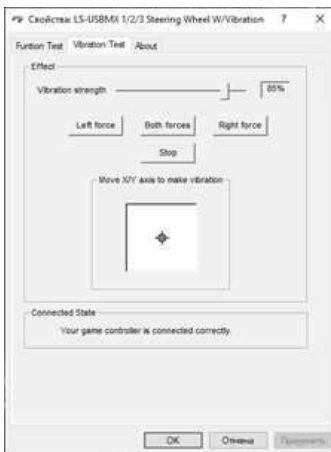 Свойства: LS-USBMX 1/2/3 Steering Wheel W/Vibration ? X
Funtion Test Vibration Test About
Effect
Vibration strength 85%
Left force Both forces Right force
Stop
Move X/Y axis to make vibration
Connected State
Your game controller is connected correctly.
OK Отмена Применить